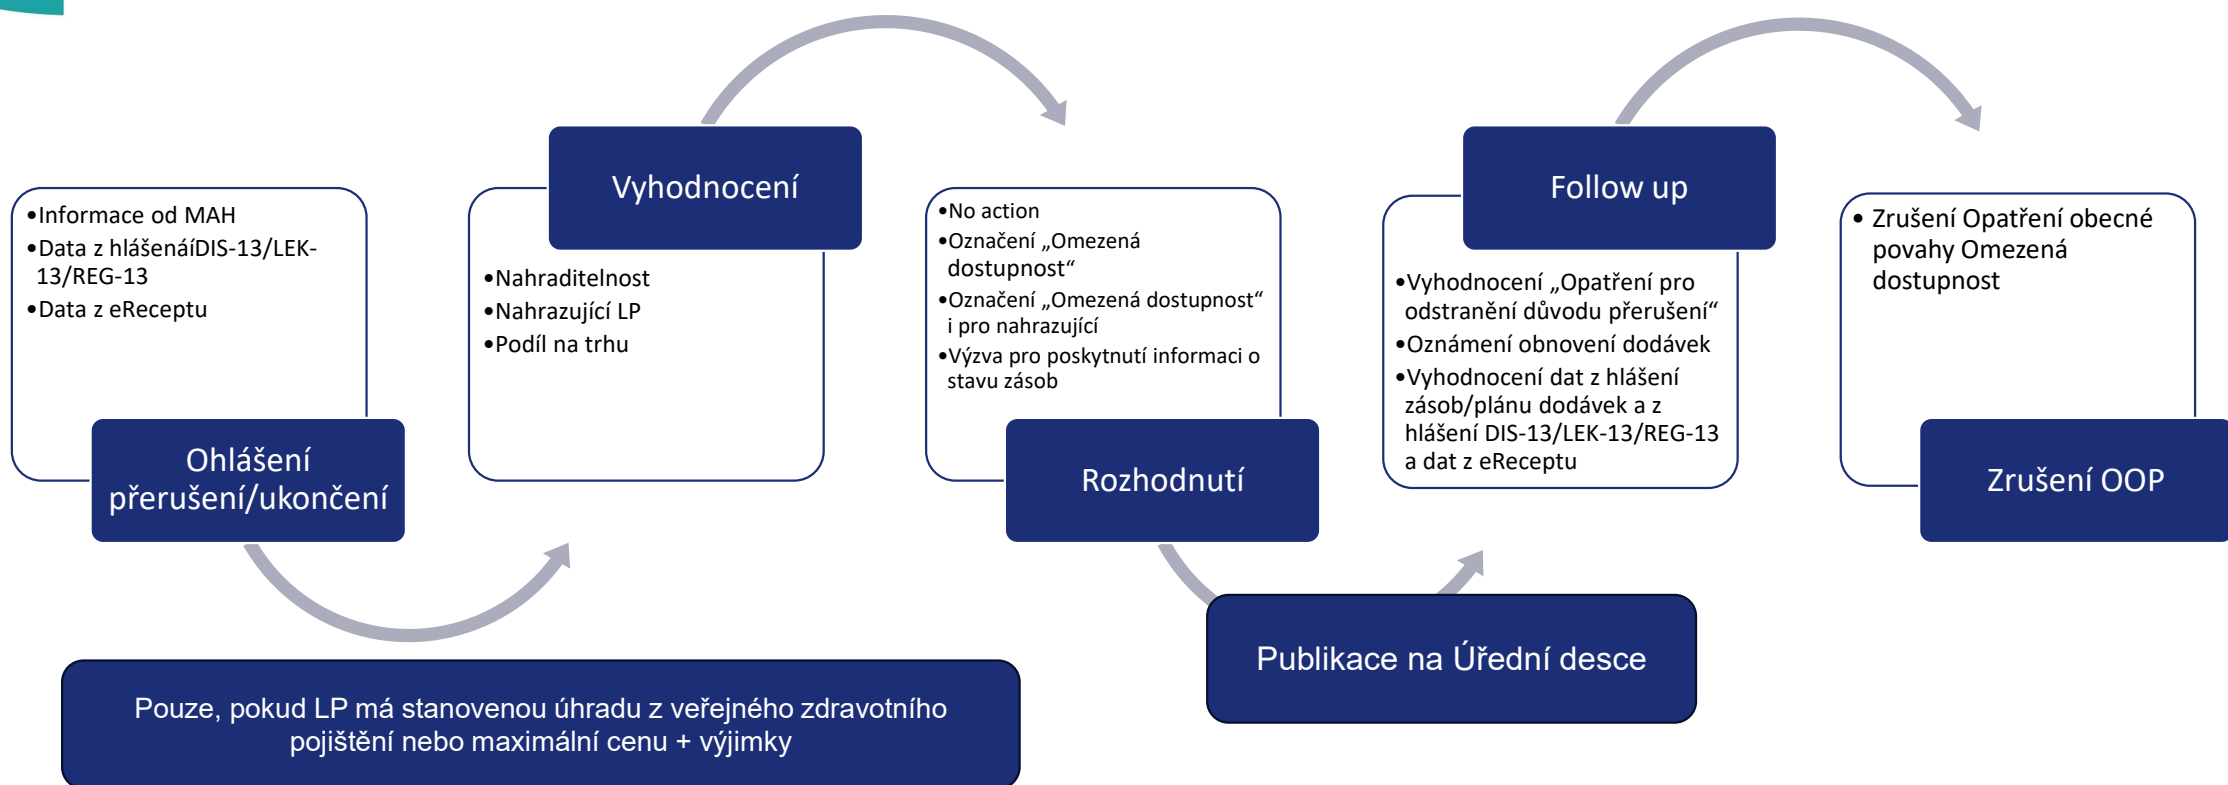 •Informace od MAH
•Data z hlášenáíDIS-13/LEK-
13/REG-13
•Data z eReceptu
Ohlášení
přerušení/ukončení
Vyhodnocení
•Nahraditelnost
•Nahrazující LP
•Podíl na trhu
•No action
•Označení „Omezená
dostupnost“
•Označení „Omezená dostupnost“
i pro nahrazující
•Výzva pro poskytnutí informaci o
stavu zásob
Rozhodnutí
Follow up
•Vyhodnocení „Opatření pro
odstranění důvodu přerušení“
•Oznámení obnovení dodávek
•Vyhodnocení dat z hlášení
zásob/plánu dodávek a z
hlášení DIS-13/LEK-13/REG-13
a dat z eReceptu
• Zrušení Opatření obecné
povahy Omezená
dostupnost
Zrušení OOP
Publikace na Úřední desce
Pouze, pokud LP má stanovenou úhradu z veřejného zdravotního
pojištění nebo maximální cenu + výjimky